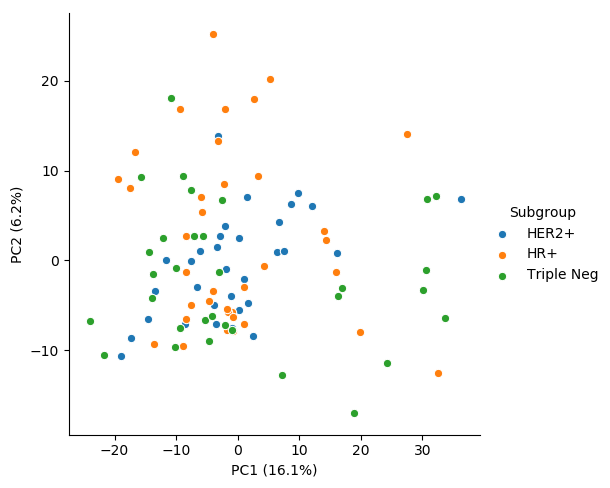 20
10
0
−10
PC2 (6.2%)
−20
−10
0
10
20
30
PC1 (16.1%)
Subgroup
HER2+
HR+
Triple Neg